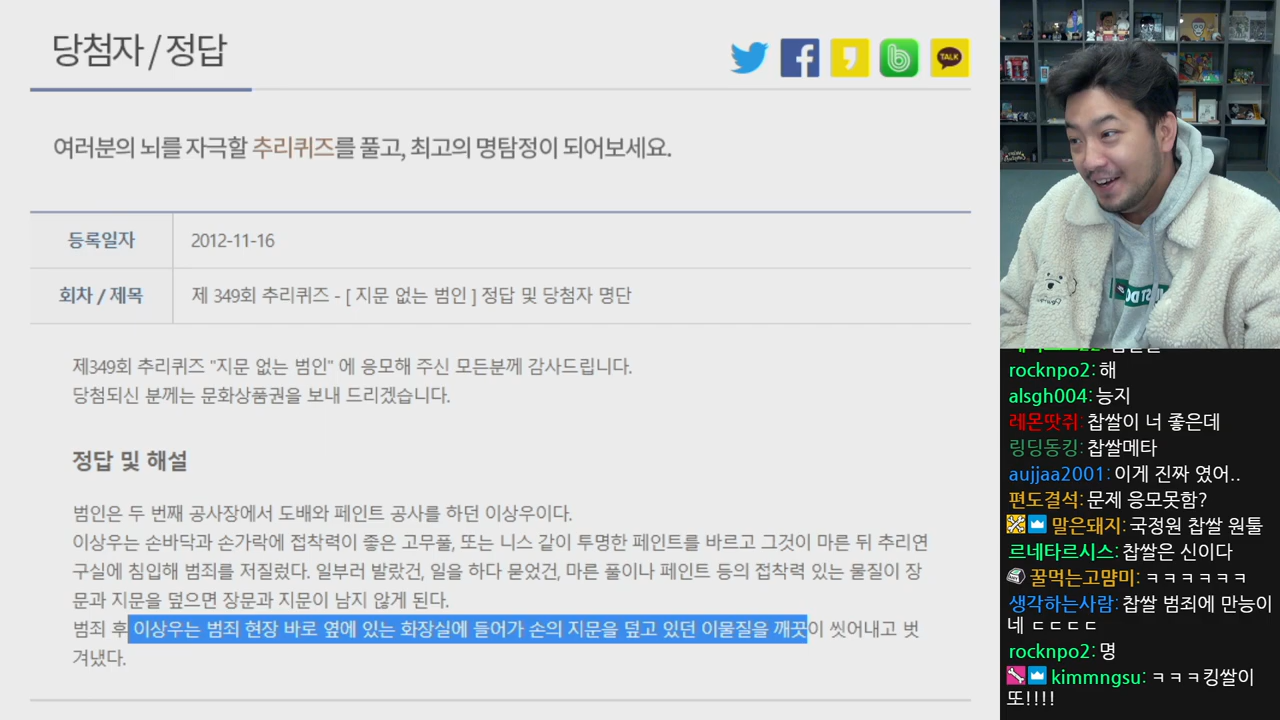 당첨자 / 정답
TALK
여러분의 뇌를 자극할 추리퀴즈를 풀고, 최고의 명탐정이 되어보세요.
등록일자 2012-11-16
회차 / 제목 제 349회 추리퀴즈 - [ 지문 없는 범인 ] 정답 및 당첨자 명단
제349회 추리퀴즈 "지문 없는 범인" 에 응모해 주신 모든분께 감사드립니다.
당첨되신 분께는 문화상품권을 보내 드리겠습니다.
정답 및 해설
범인은 두 번째 공사장에서 도배와 페인트 공사를 하던 이상우이다.
이상우는 손바닥과 손가락에 접착력이 좋은 고무풀, 또는 니스 같이 투명한 페인트를 바르고 그것이 마른 뒤 추리연
구실에 침입해 범죄를 저질렀다. 일부러 발랐건, 일을 하다 묻었건, 마른 풀이나 페인트 등의 접착력 있는 물질이 장
문과 지문을 덮으면 장문과 지문이 남지 않게 된다.
범죄 후 이상우는 범죄 현장 바로 옆에 있는 화장실에 들어가 손의 지문을 덮고 있던 이물질을 깨끗이 씻어내고 벗
겨냈다.
rocknpo2: 해
alsgh004: 능지
레몬땃쥐: 찹쌀이 너 좋은데
링딩동킹: 찹쌀메타
aujjaa2001: 이게 진짜 였어..
편도결석: 문제 응모못함?
말은돼지: 국정원 찹쌀 원툴
르네타르시스: 찹쌀은 신이다
꿀먹는고먐미: ㅋㅋㅋㅋㅋㅋ
생각하는사람: 찹쌀 범죄에 만능이
네 ㄷㄷㄷㄷ
rocknpo2: 명
kimmngsu: ㅋㅋㅋ킹쌀이
또!!!!